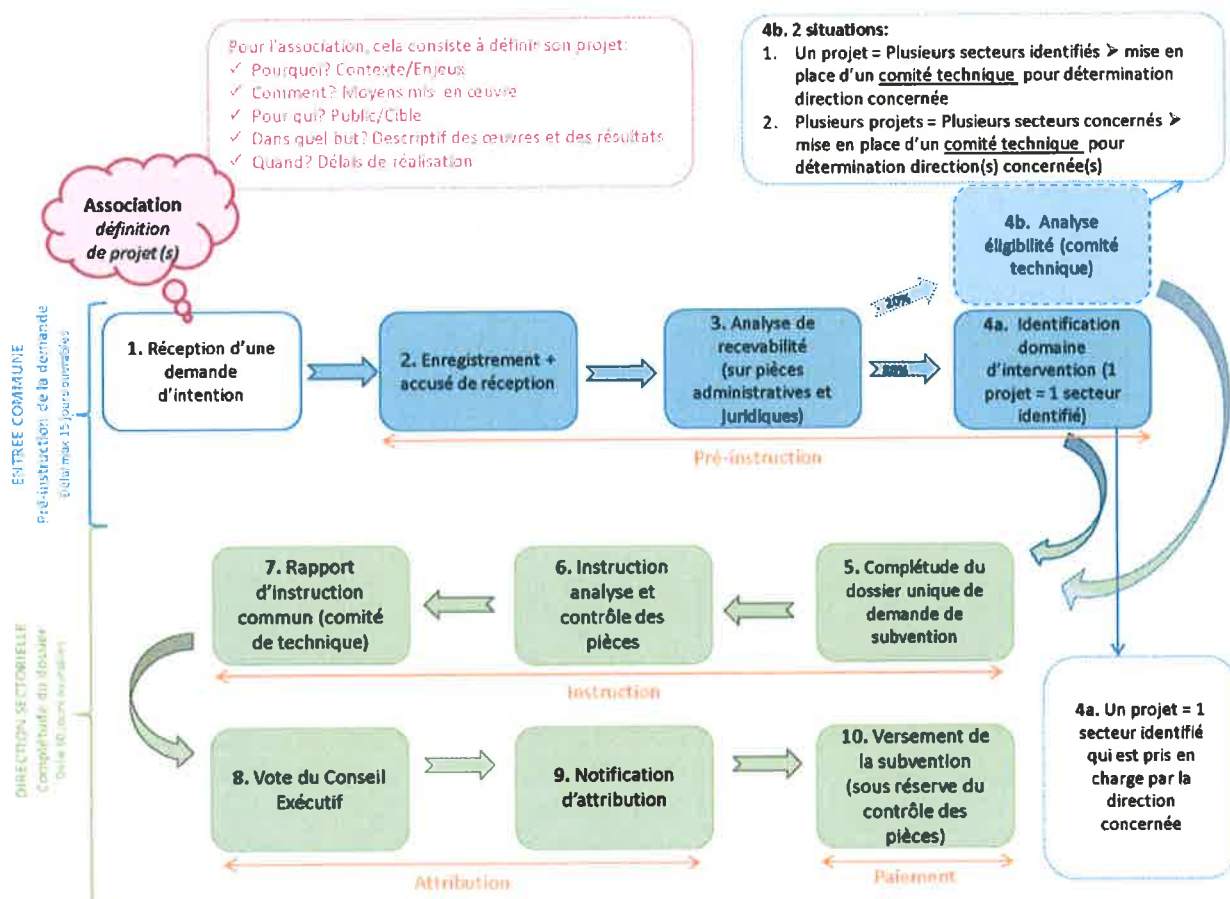 Pour l'association, cela consiste à définir son projet:
✓ Pourquoi? Contexte/Enjeux
✓ Comment? Moyens mis en œuvre
✓ Pour qui? Public/Cible
✓ Dans quel but? Descriptif des œuvres et des résultats
✓ Quand? Délais de réalisation
4b. 2 situations:
1. Un projet = Plusieurs secteurs identifiés ➢ mise en
place d'un comité technique pour détermination
direction concernée
2. Plusieurs projets = Plusieurs secteurs concernés ➢
mise en place d'un comité technique pour
détermination direction(s) concernée(s)
Association
définition
de projet(s)
4b. Analyse
éligibilité (comité
technique)
ENTREE COMMUNE
Pré-instruction de la demande
Délai max 15 jours ouvrables
1. Réception d'une
demande
d'intention
2. Enregistrement +
accusé de réception
3. Analyse de
recevabilité
(sur pièces
administratives et
juridiques)
20%
80%
4a. Identification
domaine
d'intervention (1
projet = 1 secteur
identifié)
Pré-instruction
DIRECTION SECTORIELLE
Complétude du dossier
7. Rapport
d'instruction
commun (comité
de technique)
6. Instruction
analyse et
contrôle des
pièces
5. Complétude du
dossier unique de
demande de
subvention
Instruction
4a. Un projet = 1
secteur identifié
qui est pris en
charge par la
direction
concernée
8. Vote du Conseil
Exécutif
9. Notification
d'attribution
10. Versement de
la subvention
(sous réserve du
contrôle des
pièces)
Attribution
Paiement